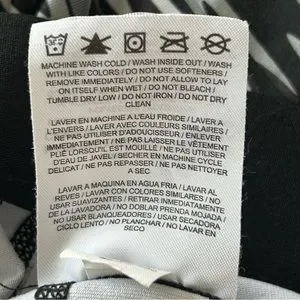 MACHINE WASH COLD / WASH INSIDE OUT / WASH
WITH LIKE COLORS / DO NOT USE SOFTENERS /
REMOVE IMMEDIATELY / DO NOT ALLOW TO LAY
ON ITSELF WHEN WET / DO NOT BLEACH /
TUMBLE DRY LOW / DO NOT IRON / DO NOT DRY
CLEAN
LAVER EN MACHINE A L'EAU FROIDE / LAVER A
L'ENVERS / LAVER AVEC COULEURS SIMILAIRES /
NE PAS UTILISER D'ADOUCISSEUR / ENLEVER
IMMÉDIATEMENT / NE PAS LAISSER LE VÊTEMENT
PLIÉ LORSQU'IL EST MOUILLÉ / NE PAS UTILISER
D'EAU DE JAVEL / SECHER EN MACHINE CYCLE
DELICAT / NE PAS REPASSER / NE PAS NETTOYER
A SEC
LAVAR A MAQUINA EN AGUA FRIA / LAVAR AL
REVES / LAVAR CON COLORES SIMILARES / NO
USAR SUAVIZANTES / RETIRAR INMEDIATAMENTE
DE LA LAVADORA / NO DOBLAR PRENDA MOJADA /
NO USAR BLANQUEADORES / SECADORA EN
CICLO LENTO / NO PLANCHAR / NO LAVAR EN
SECO